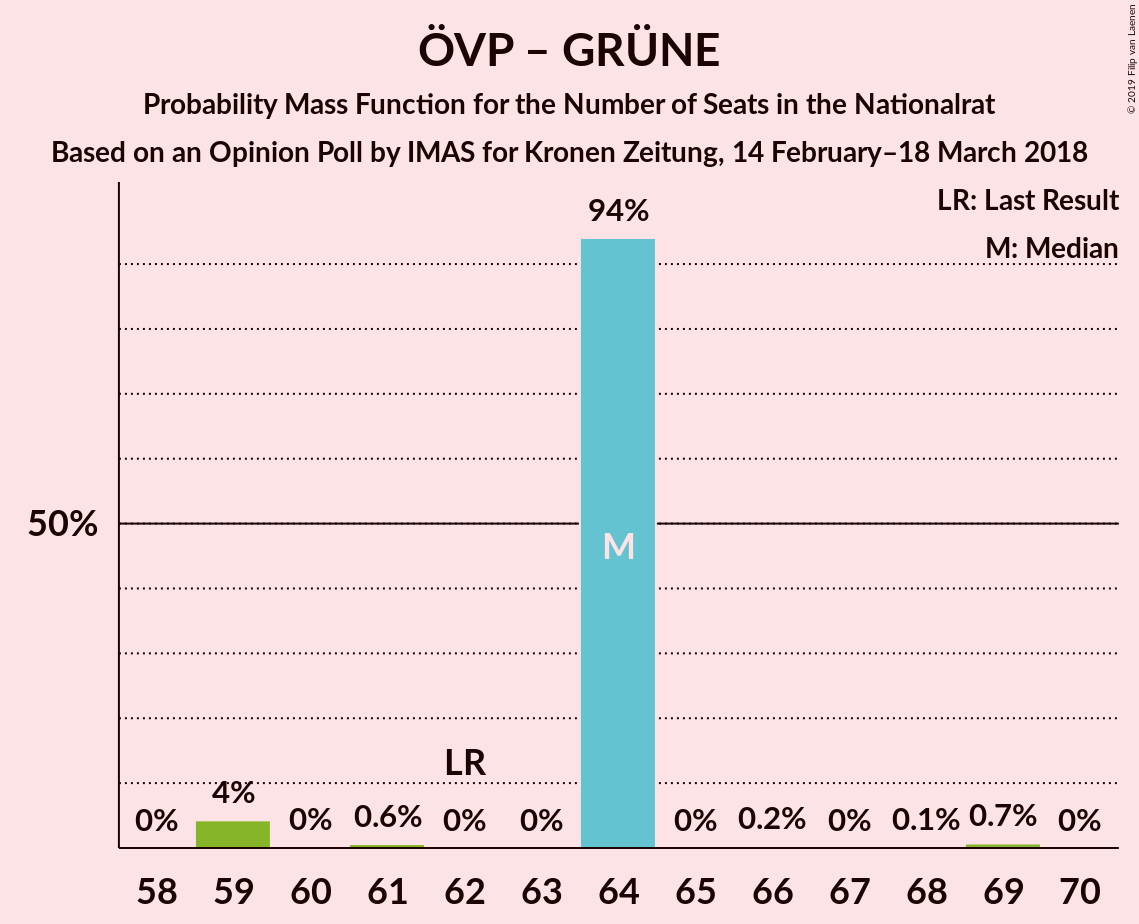 ÖVP – GRÜNE
Probability Mass Function for the Number of Seats in the Nationalrat
Based on an Opinion Poll by IMAS for Kronen Zeitung, 14 February–18 March 2018
© 2019 Filip van Laenen
LR: Last Result
M: Median
94%
50%
M
LR
0% 4% 0% 0.6% 0% 0% 0% 0.2% 0% 0.1% 0.7% 0%
58 59 60 61 62 63 64 65 66 67 68 69 70